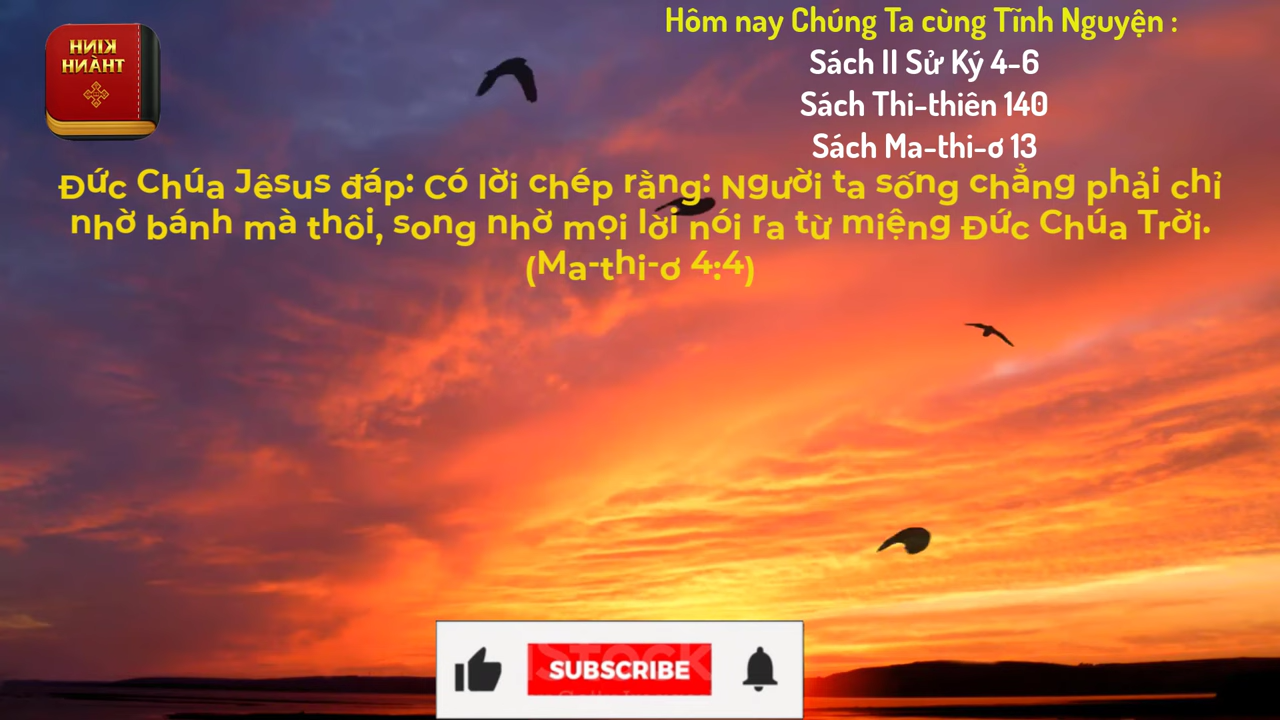 KINH
THÀNH
Hôm nay Chúng Ta cùng Tĩnh Nguyện :
Sách II Sử Ký 4-6
Sách Thi-thiên 140
Sách Ma-thi-ơ 13
Đức Chúa Jêsus đáp: Có lời chép rằng: Người ta sống chẳng phải chỉ
nhờ bánh mà thôi, song nhờ mọi lời nói ra từ miệng Đức Chúa Trời.
(Ma-thi-ơ 4:4)
SUBSCRIBE